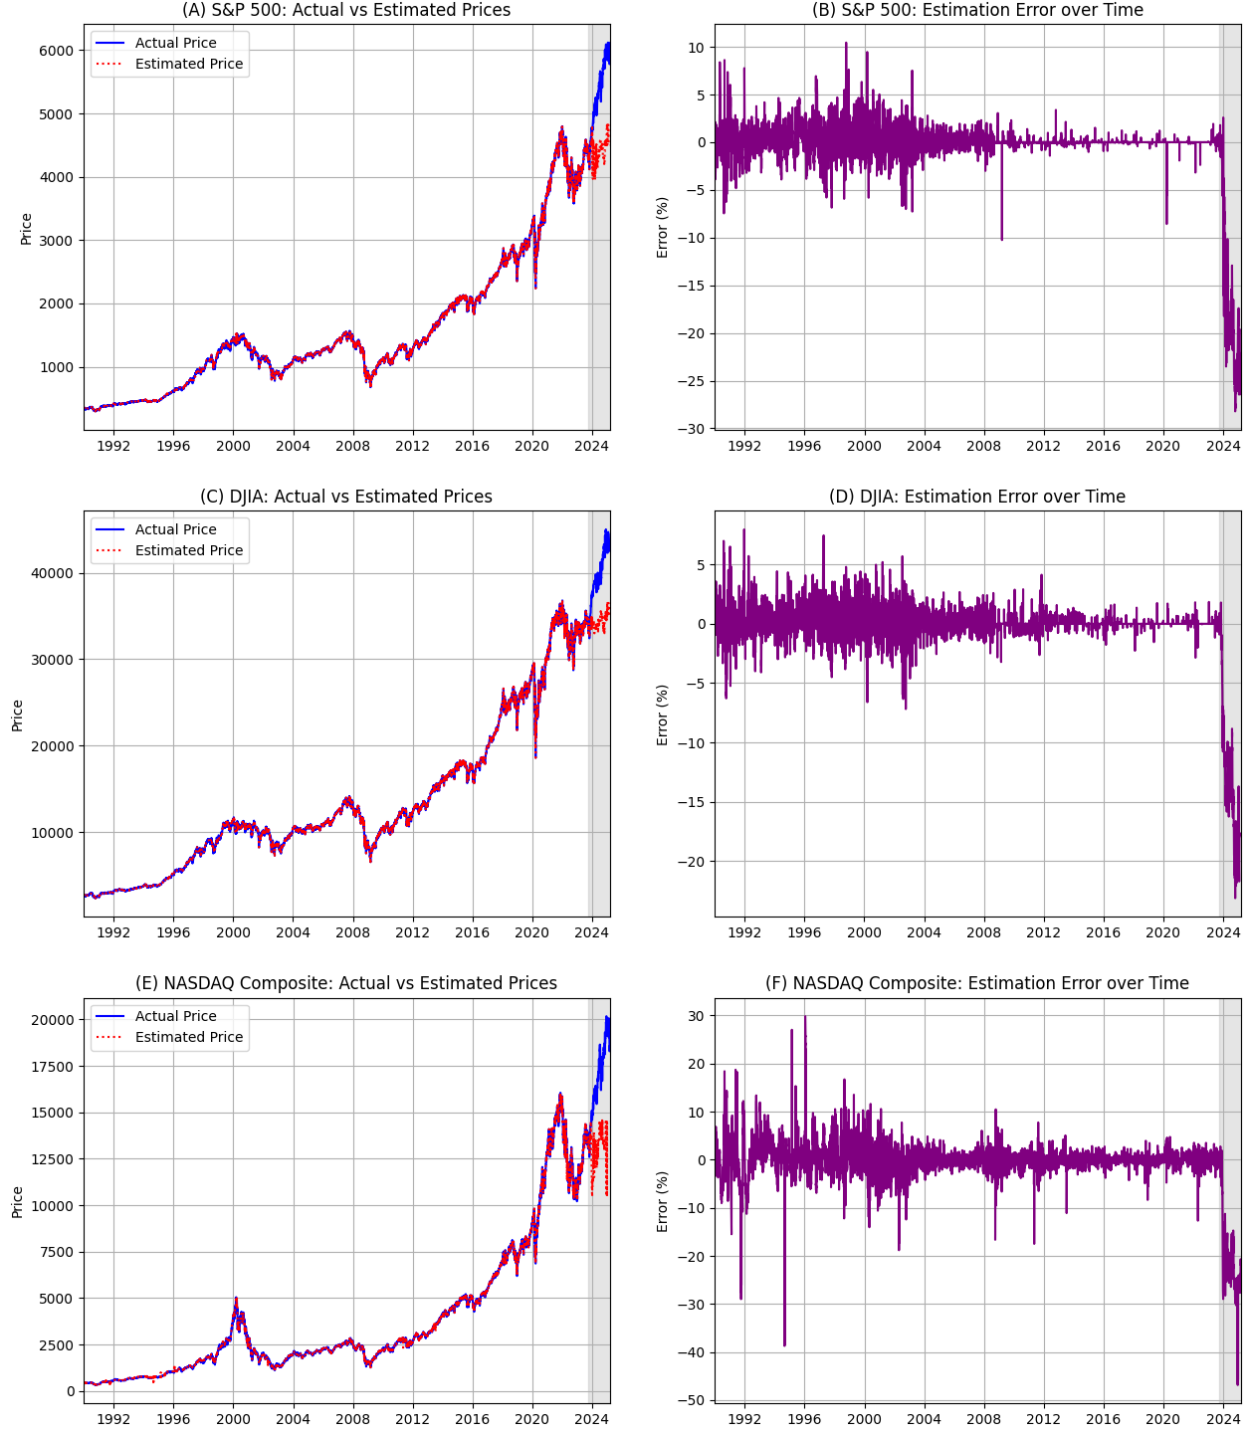 (A) S&P 500: Actual vs Estimated Prices
Actual Price
Estimated Price
6000
5000
4000
3000
2000
1000
Price
1992 1996 2000 2004 2008 2012 2016 2020 2024
(B) S&P 500: Estimation Error over Time
10
5
0
−5
−10
−15
−20
−25
−30
Error (%)
1992 1996 2000 2004 2008 2012 2016 2020 2024
(C) DJIA: Actual vs Estimated Prices
Actual Price
Estimated Price
40000
30000
20000
10000
Price
1992 1996 2000 2004 2008 2012 2016 2020 2024
(D) DJIA: Estimation Error over Time
5
0
−5
−10
−15
−20
Error (%)
1992 1996 2000 2004 2008 2012 2016 2020 2024
(E) NASDAQ Composite: Actual vs Estimated Prices
Actual Price
Estimated Price
20000
17500
15000
12500
10000
7500
5000
2500
0
Price
1992 1996 2000 2004 2008 2012 2016 2020 2024
(F) NASDAQ Composite: Estimation Error over Time
30
20
10
0
−10
−20
−30
−40
−50
Error (%)
1992 1996 2000 2004 2008 2012 2016 2020 2024